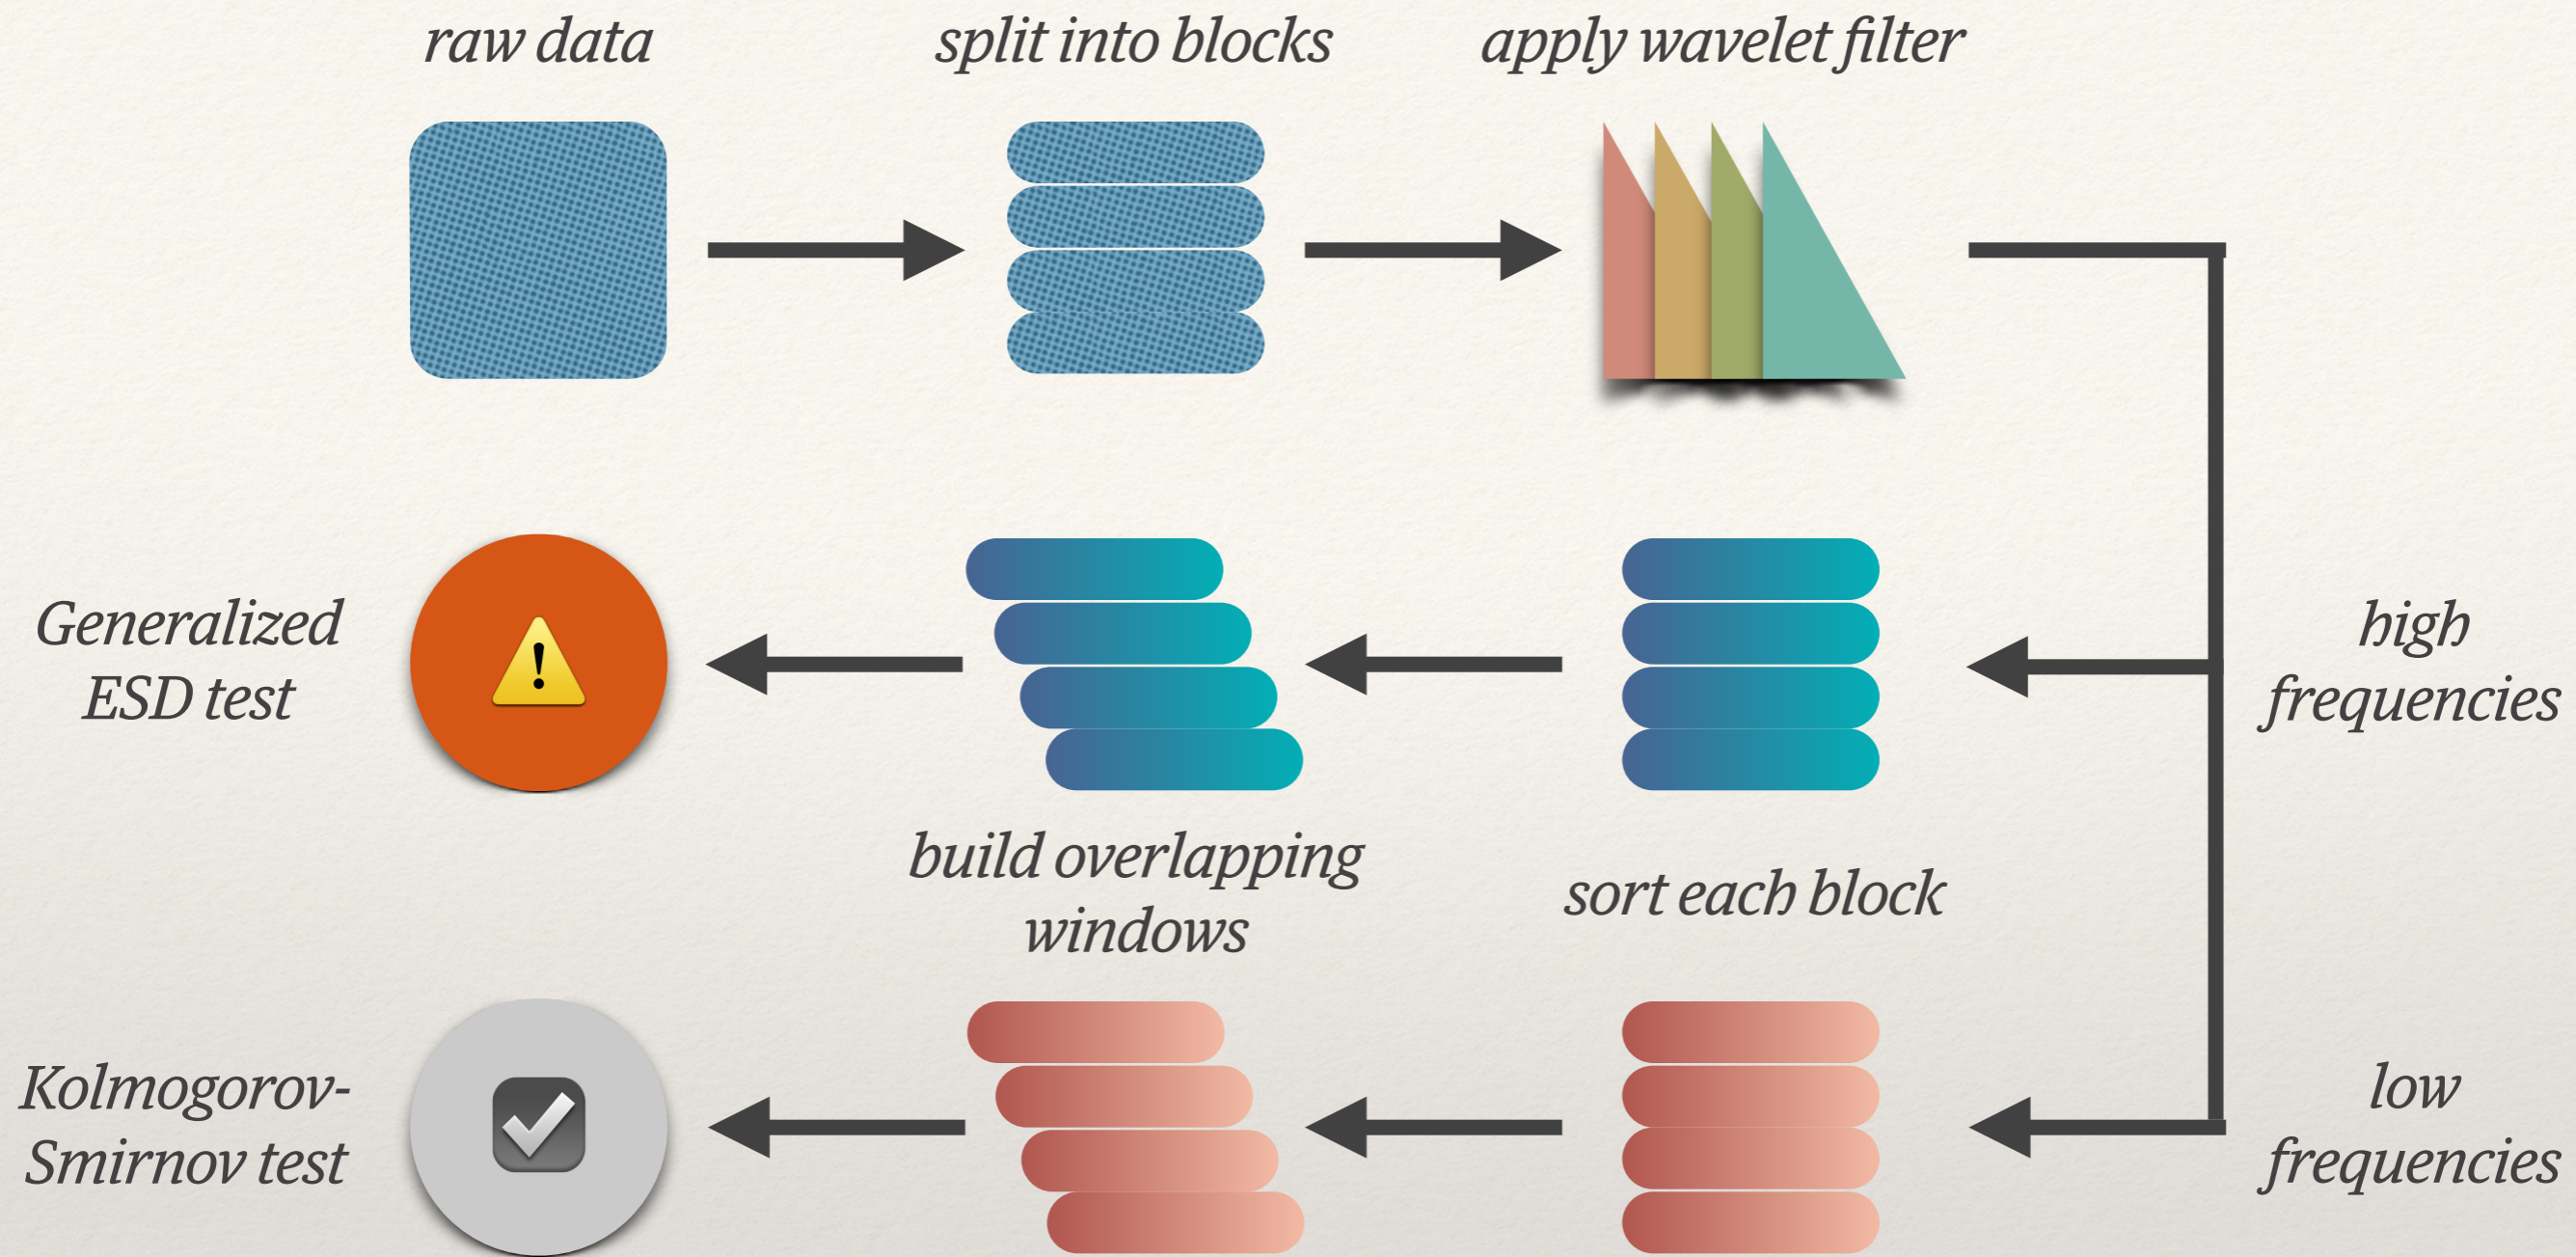 raw data
split into blocks
apply wavelet filter
Generalized
ESD test
high
frequencies
build overlapping
windows
sort each block
Kolmogorov-
Smirnov test
low
frequencies